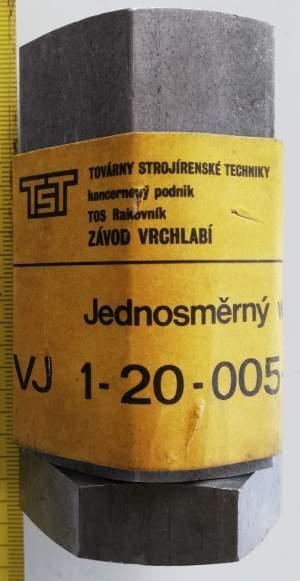 TST
TOVÁRNY STROJÍRENSKÉ TECHNIKY
koncernový podnik
TOS Rakovník
ZÁVOD VRCHLABÍ
Jednosměrný
VJ 1-20-005-